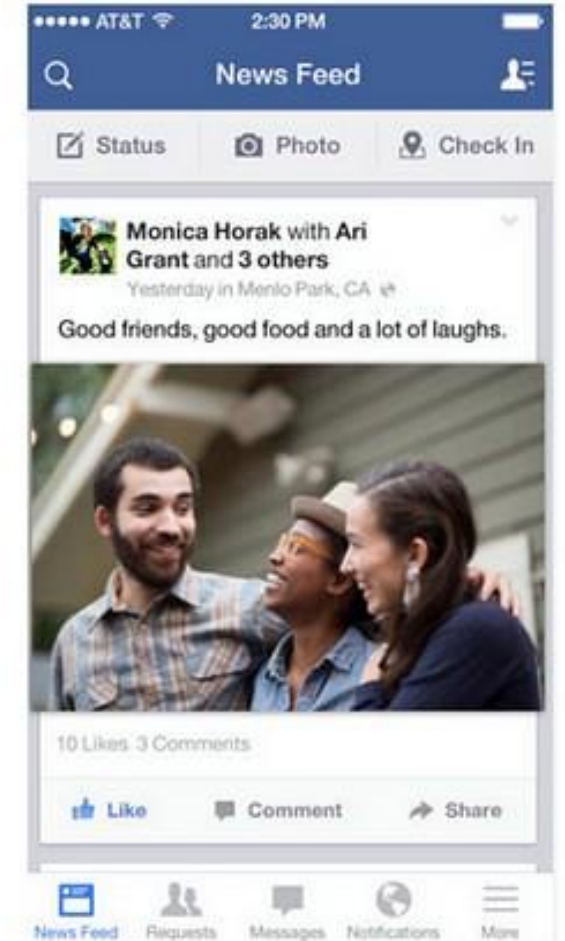 AT&T 2:30 PM
News Feed
Status Photo Check In
Monica Horak with Ari
Grant and 3 others
Yesterday in Menlo Park, CA
Good friends, good food and a lot of laughs.
10 Likes 3 Comments
Like Comment Share
News Feed Requests Messages Notifications More